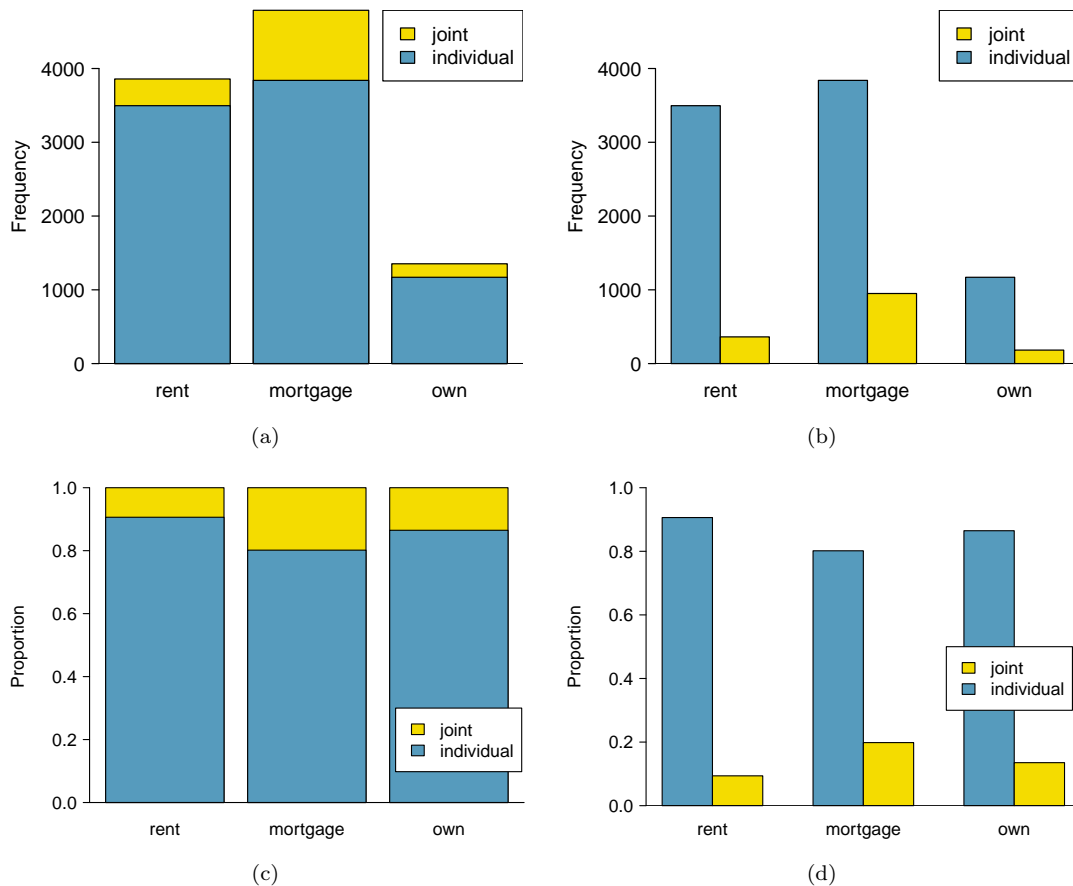 joint
individual
4000
3000
2000
1000
0
Frequency
rent mortgage own
(a)
joint
individual
4000
3000
2000
1000
0
Frequency
rent mortgage own
(b)
1.0
0.8
0.6
0.4
0.2
0.0
Proportion
joint
individual
rent mortgage own
(c)
1.0
0.8
0.6
0.4
0.2
0.0
Proportion
joint
individual
rent mortgage own
(d)